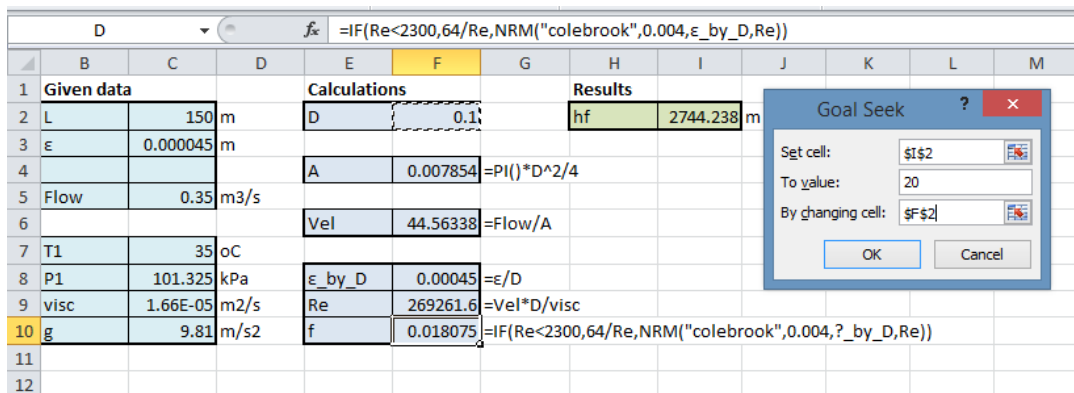 D fx =IF(Re<2300,64/Re,NRM("colebrook",0.004,ε_by_D,Re))
B C D E F G H I J K L M
1 Given data Calculations Results
2 L 150 m D 0.1 hf 2744.238 m
3 ε 0.000045 m
4 A 0.007854 =PI()*D^2/4
5 Flow 0.35 m3/s
6 Vel 44.56338 =Flow/A
7 T1 35 oC
8 P1 101.325 kPa ε_by_D 0.00045 =ε/D
9 visc 1.66E-05 m2/s Re 269261.6 =Vel*D/visc
10 g 9.81 m/s2 f 0.018075 =IF(Re<2300,64/Re,NRM("colebrook",0.004,?_by_D,Re))
11
12
Goal Seek ? ×
Set cell: $I$2
To value: 20
By changing cell: $F$2
OK Cancel